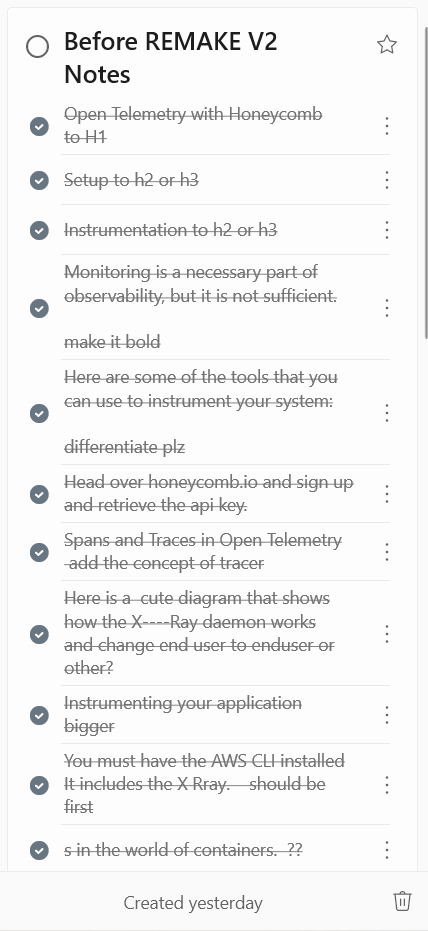 Before REMAKE V2
Notes
Open Telemetry with Honeycomb
to H1
Setup to h2 or h3
Instrumentation to h2 or h3
Monitoring is a necessary part of
observability, but it is not sufficient.
make it bold
Here are some of the tools that you
can use to instrument your system:
differentiate plz
Head over honeycomb.io and sign up
and retrieve the api key.
Spans and Traces in Open Telemetry
add the concept of tracer
Here is a  cute diagram that shows
how the X----Ray daemon works
and change end user to enduser or
other?
Instrumenting your application
bigger
You must have the AWS CLI installed
It includes the X Rray.    should be
first
s in the world of containers.  ??
Created yesterday